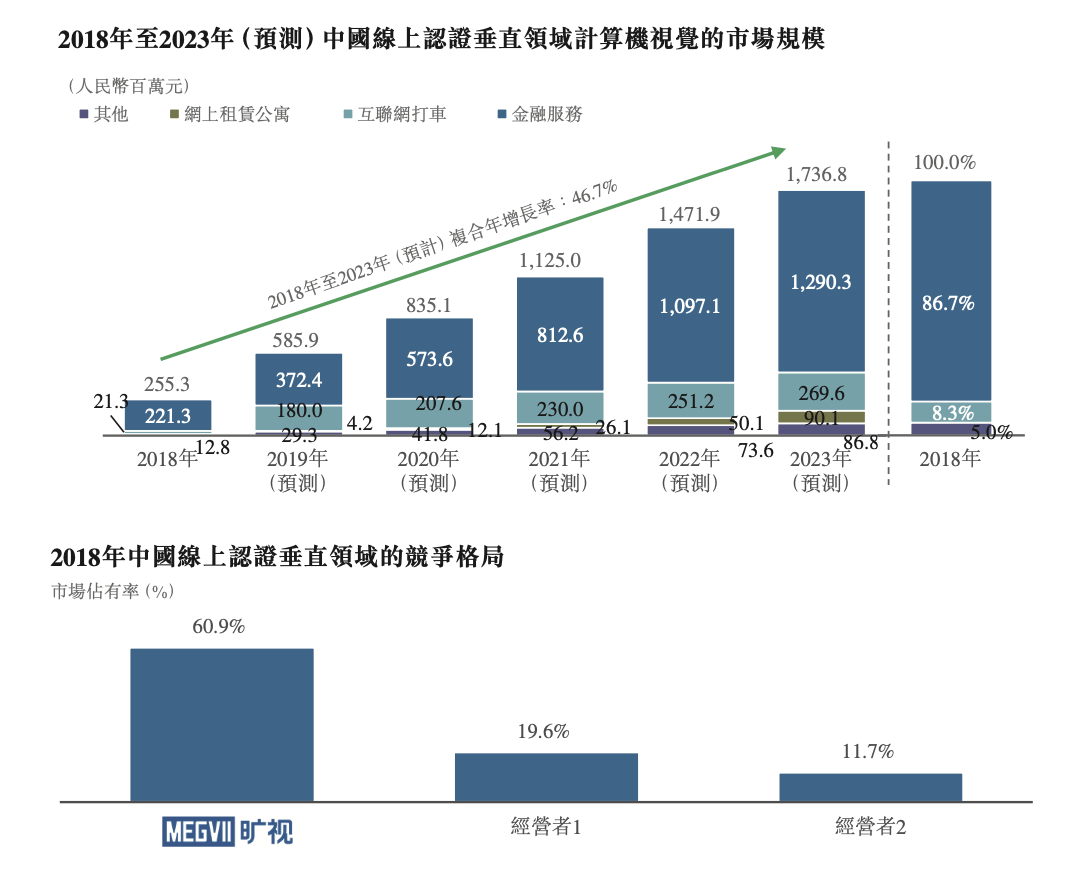 2018年至2023年（預測）中國線上認證垂直領域計算機視覺的市場規模
（人民幣百萬元）
其他 網上租賃公寓 互聯網打車 金融服務
2018年至2023年（預計）複合年增長率：46.7%
255.3 585.9 835.1 1,125.0 1,471.9 1,736.8 100.0%
221.3 372.4 573.6 812.6 1,097.1 1,290.3 86.7%
21.3 180.0 207.6 230.0 251.2 269.6 8.3%
4.2 12.1 26.1 50.1 90.1
12.8 29.3 41.8 56.2 73.6 86.8 5.0%
2018年 2019年 2020年 2021年 2022年 2023年 2018年
（預測） （預測） （預測） （預測） （預測）
2018年中國線上認證垂直領域的競爭格局
市場佔有率（%）
60.9% 19.6% 11.7%
MEGVII 旷视 經營者1 經營者2